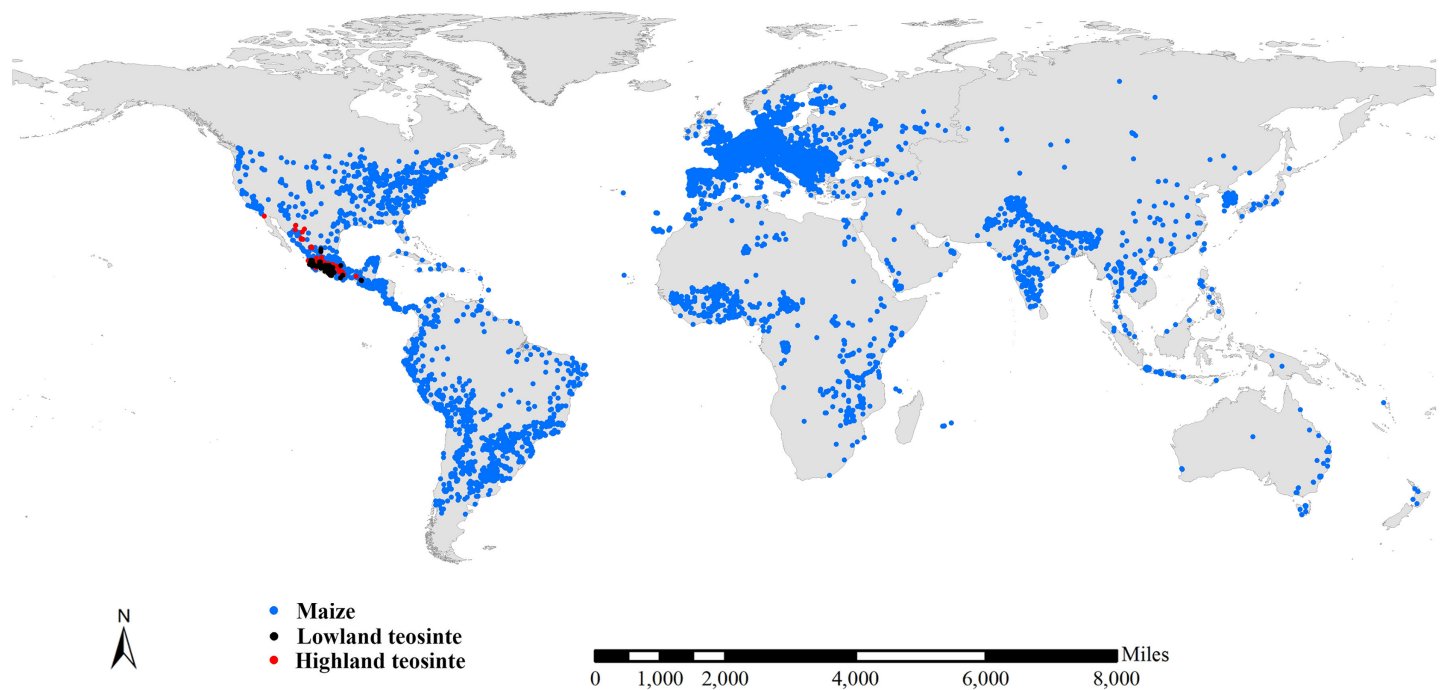 N
Maize
Lowland teosinte
Highland teosinte
Miles
0 1,000 2,000 4,000 6,000 8,000